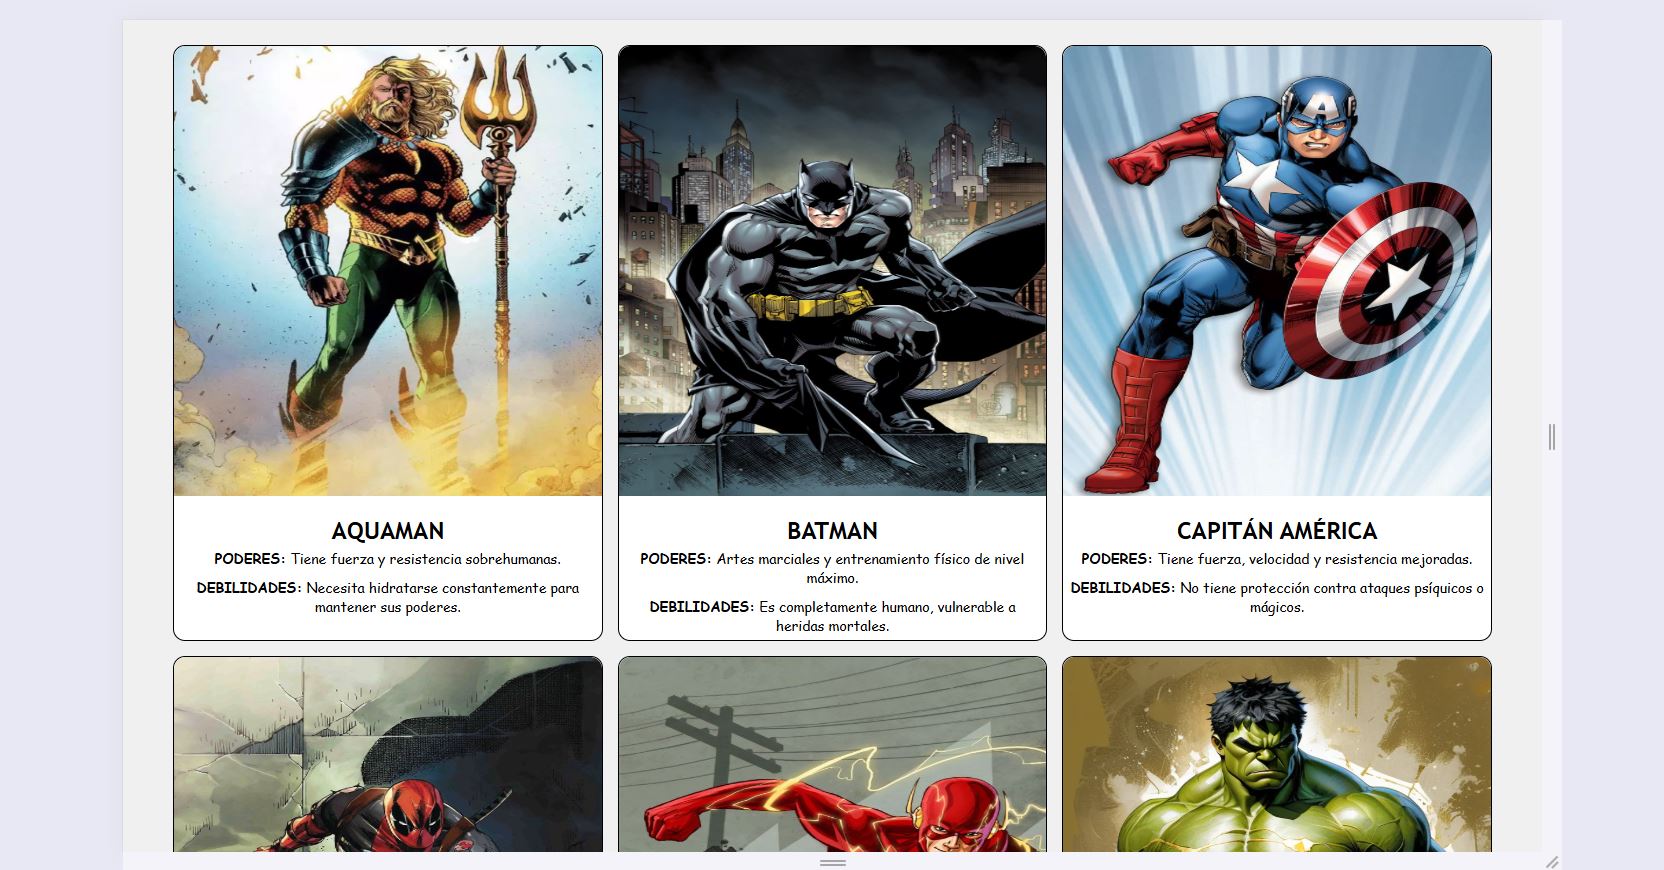 AQUAMAN
PODERES: Tiene fuerza y resistencia sobrehumanas.
DEBILIDADES: Necesita hidratarse constantemente para
mantener sus poderes.
BATMAN
PODERES: Artes marciales y entrenamiento físico de nivel
máximo.
DEBILIDADES: Es completamente humano, vulnerable a
heridas mortales.
CAPITÁN AMÉRICA
PODERES: Tiene fuerza, velocidad y resistencia mejoradas.
DEBILIDADES: No tiene protección contra ataques psíquicos o
mágicos.